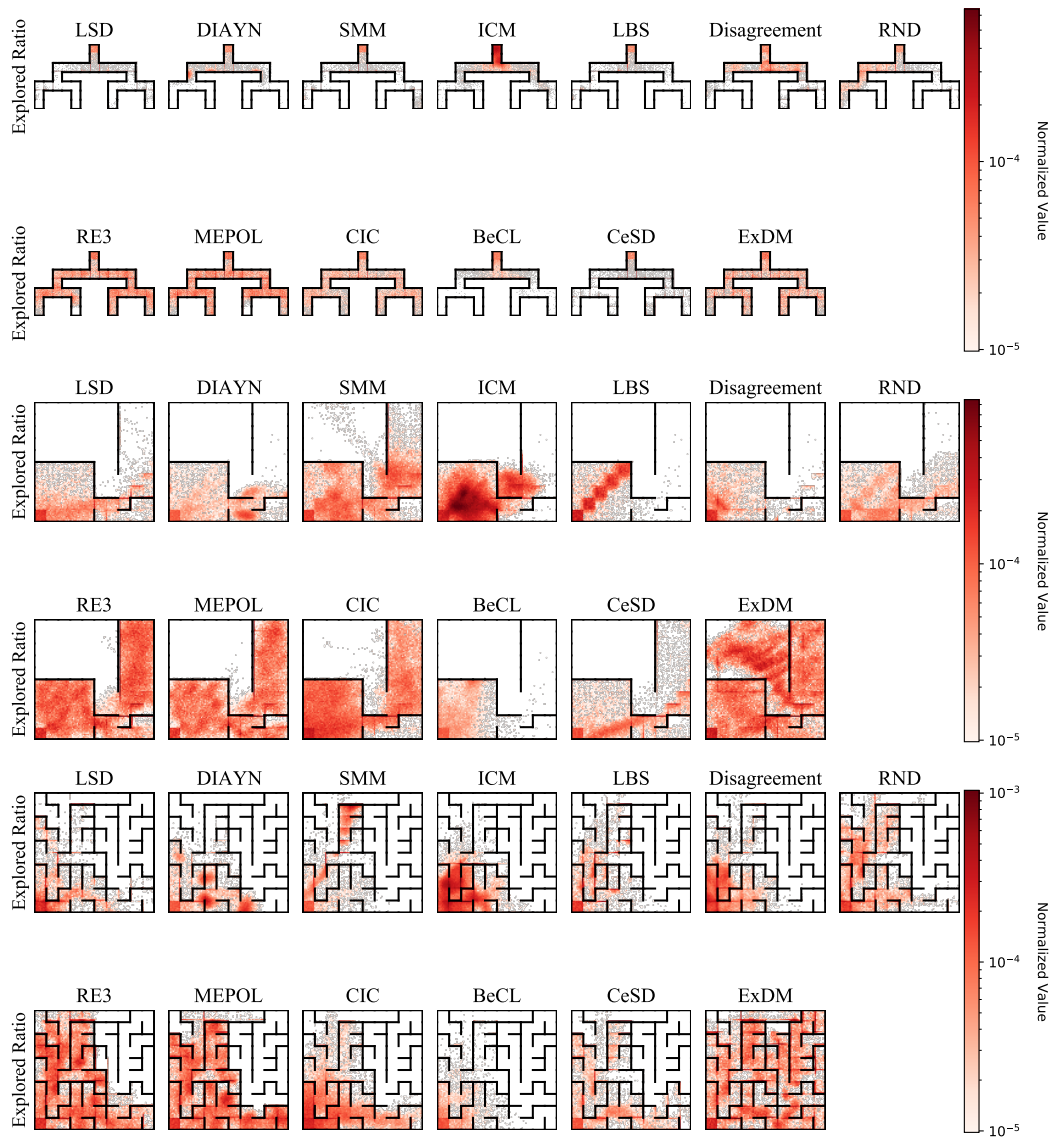 LSD DIAYN SMM ICM LBS Disagreement RND
Explored Ratio
RE3 MEPOL CIC BeCL CeSD ExDM
Explored Ratio
10⁻⁴
10⁻⁵
Normalized Value
LSD DIAYN SMM ICM LBS Disagreement RND
Explored Ratio
RE3 MEPOL CIC BeCL CeSD ExDM
Explored Ratio
10⁻⁴
10⁻⁵
Normalized Value
LSD DIAYN SMM ICM LBS Disagreement RND
Explored Ratio
RE3 MEPOL CIC BeCL CeSD ExDM
Explored Ratio
10⁻³
10⁻⁴
10⁻⁵
Normalized Value